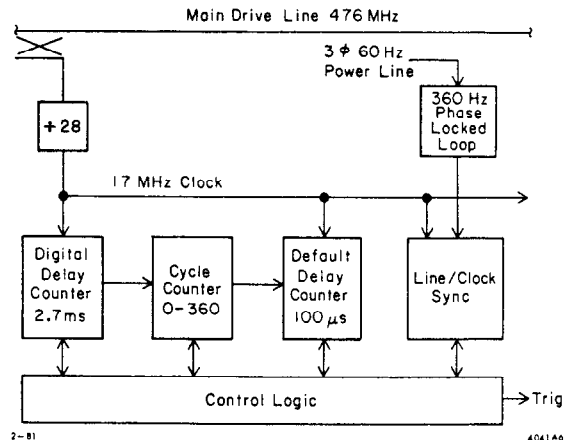 Main Drive Line 476 MHz
3 ϕ 60 Hz
Power Line
360 Hz
Phase
Locked
Loop
÷28
17 MHz Clock
Digital
Delay
Counter
2.7ms
Cycle
Counter
0-360
Default
Delay
Counter
100 μs
Line/Clock
Sync
Control Logic
Trig
2-81
4041A9